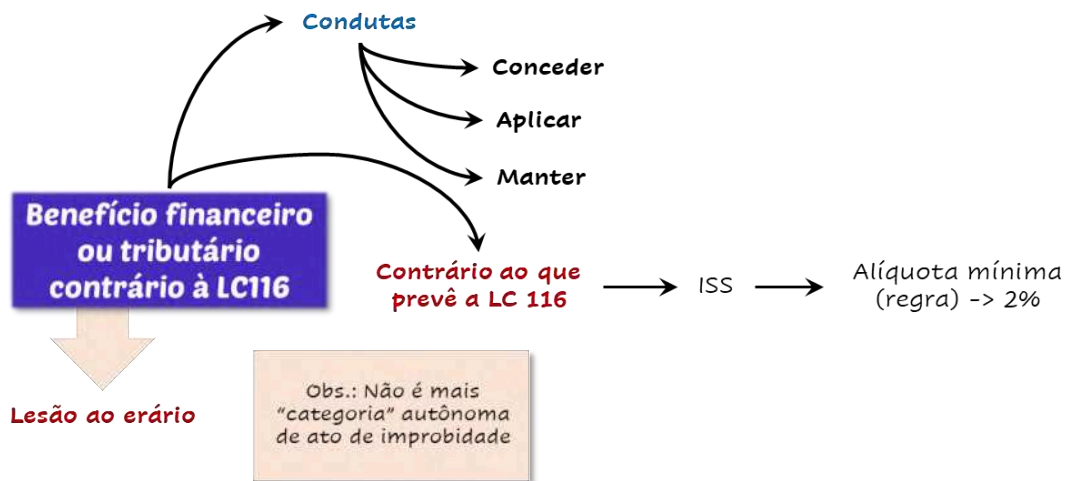 Condutas
Conceder
Aplicar
Manter
Benefício financeiro
ou tributário
contrário à LC116
Contrário ao que
prevê a LC 116
ISS
Alíquota mínima
(regra) -> 2%
Lesão ao erário
Obs.: Não é mais
"categoria" autônoma
de ato de improbidade